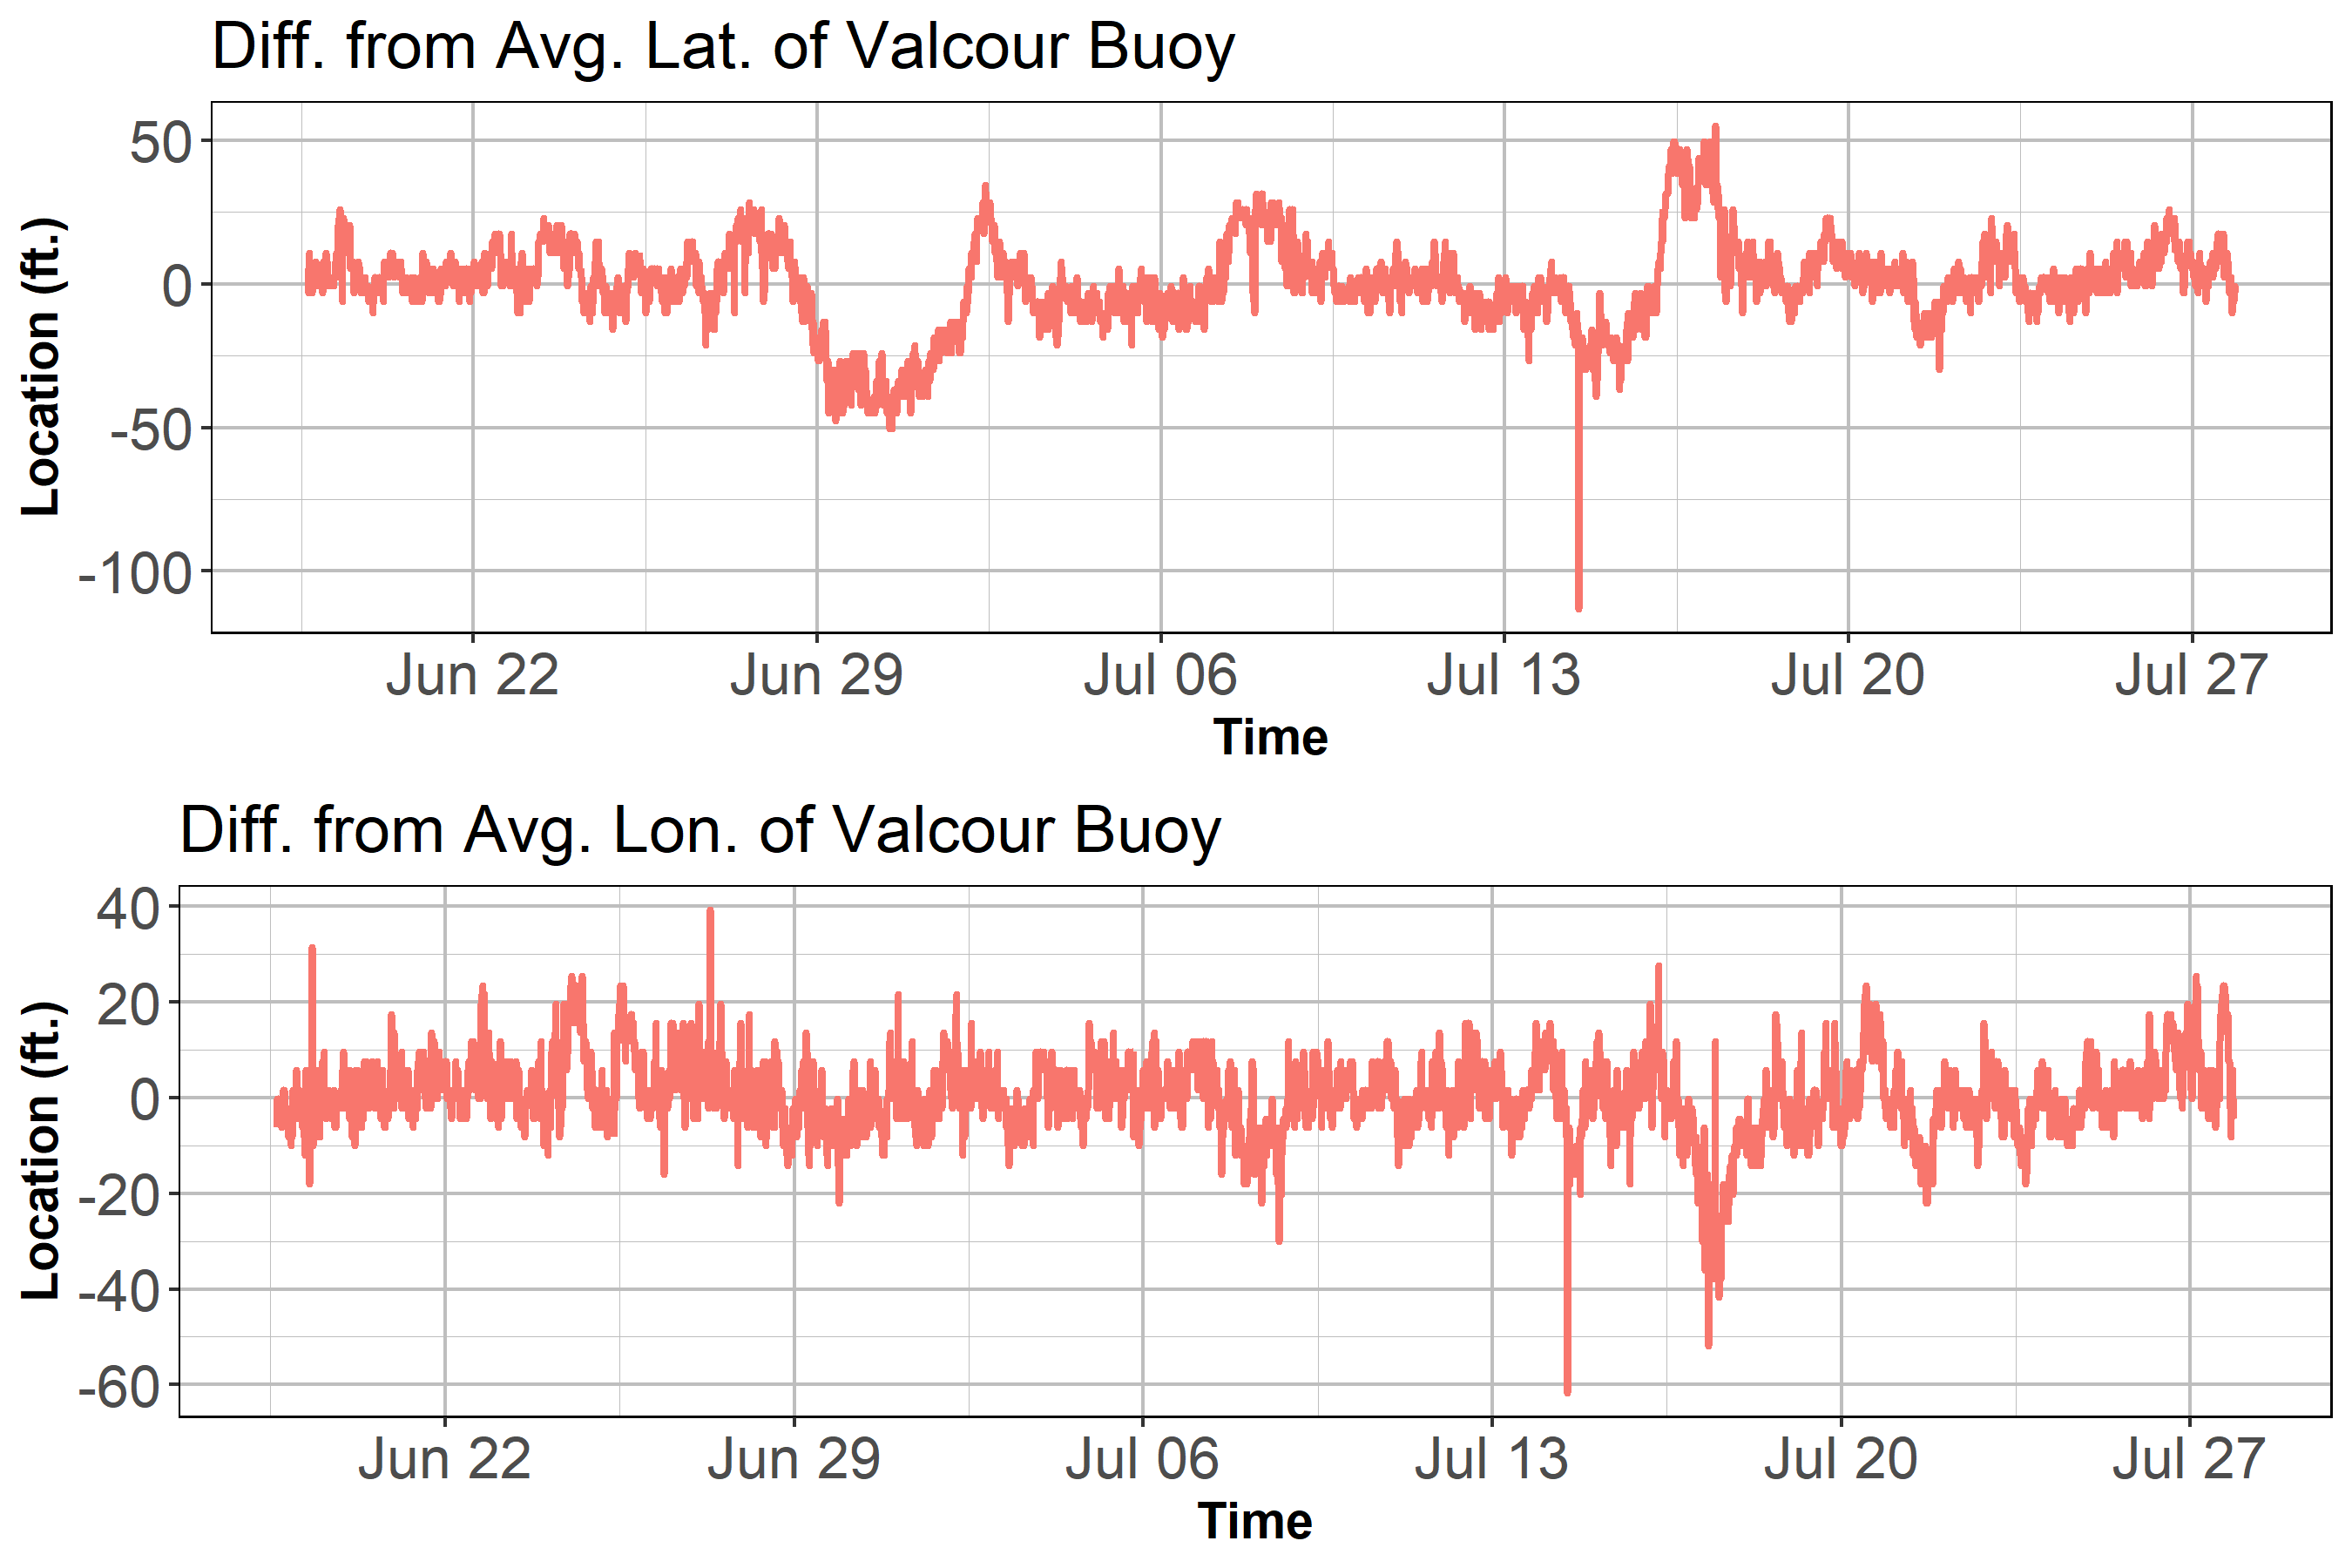 Diff. from Avg. Lat. of Valcour Buoy
Location (ft.)
50
0
-50
-100
Jun 22 Jun 29 Jul 06 Jul 13 Jul 20 Jul 27
Time
Diff. from Avg. Lon. of Valcour Buoy
Location (ft.)
40
20
0
-20
-40
-60
Jun 22 Jun 29 Jul 06 Jul 13 Jul 20 Jul 27
Time